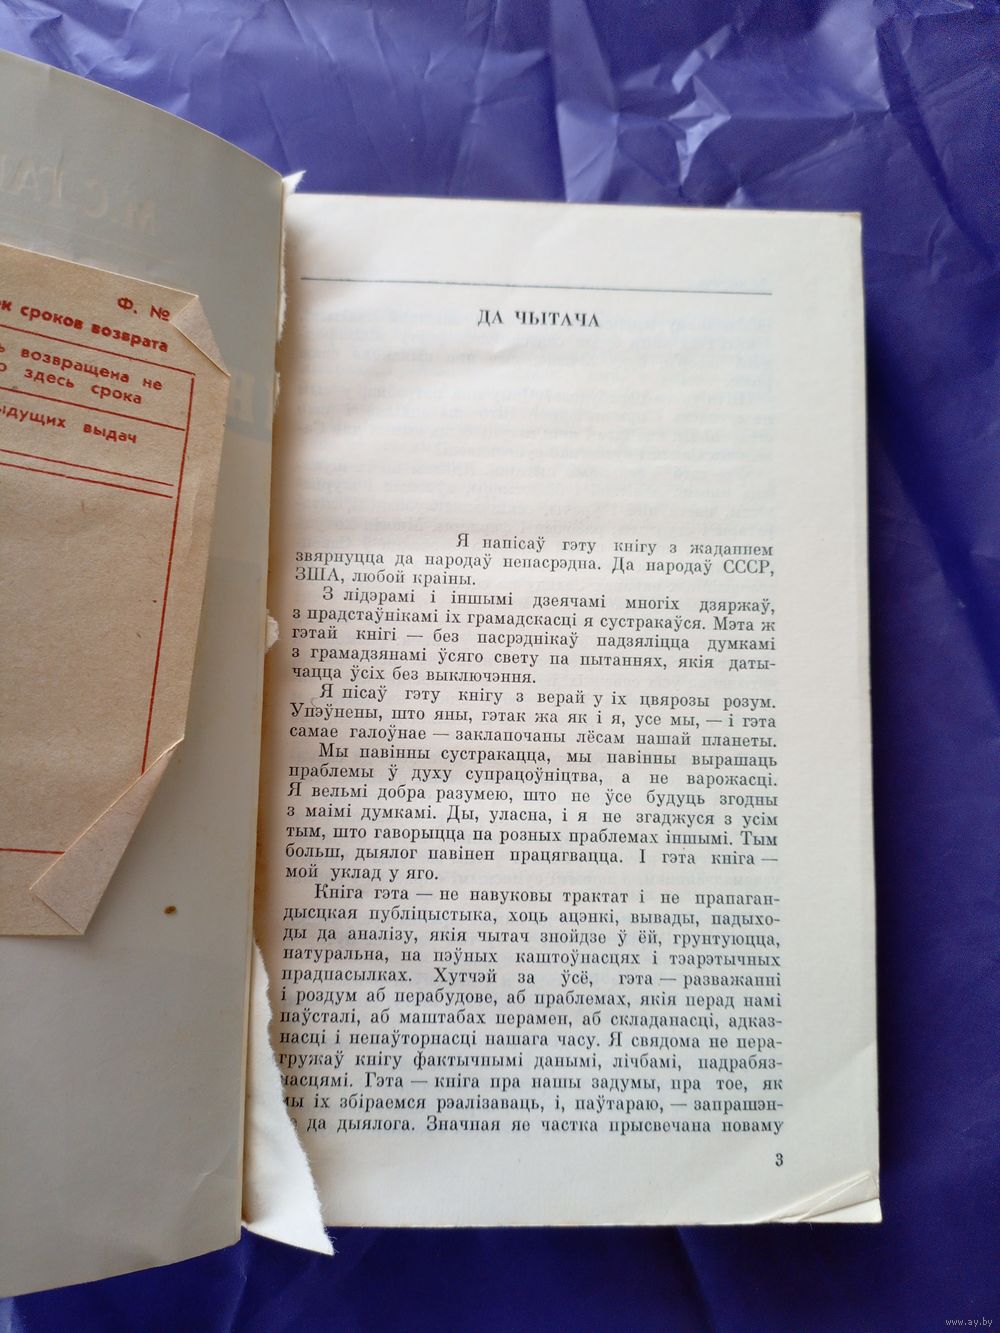 Ф. №
сроков возврата
возвращена не
здесь срока
выдач
ДА ЧЫТАЧА
Я напісаў гэту кнігу з жаданнем
звярнуцца да народаў непасрэдна. Да народаў СССР,
ЗША, любой краіны.
З лідэрамі і іншымі дзеячамі многіх дзяржаў,
з прадстаўнікамі іх грамадскасці я сустракаўся. Мэта ж
гэтай кнігі — без пасрэднікаў падзяліцца думкамі
з грамадзянамі ўсяго свету па пытаннях, якія даты-
чацца ўсіх без выключэння.
Я пісаў гэту кнігу з верай у іх цвярозы розум.
Упэўнены, што яны, гэтак жа як і я, усе мы, — і гэта
самае галоўнае — заклапочаны лёсам нашай планеты.
Мы павінны сустракацца, мы павінны вырашаць
праблемы ў духу супрацоўніцтва, а не варожасці.
Я вельмі добра разумею, што не ўсе будуць згодны
з маімі думкамі. Ды, уласна, і я не згаджуся з усім
тым, што гаворыцца па розных праблемах іншымі. Тым
больш, дыялог павінен працягвацца. І гэта кніга —
мой уклад у яго.
Кніга гэта — не навуковы трактат і не прапаган-
дысцкая публіцыстыка, хоць ацэнкі, вывады, падыхо-
ды да аналізу, якія чытач знойдзе ў ёй, грунтуюцца,
натуральна, на пэўных каштоўнасцях і тэарэтычных
прадпасылках. Хутчэй за ўсё, гэта — разважанні
і роздум аб перабудове, аб праблемах, якія перад намі
паўсталі, аб маштабах перамен, аб складанасці, адказ-
насці і непаўторнасці нашага часу. Я свядома не пера-
гружаў кнігу фактычнымі данымі, лічбамі, падрабяз-
насцямі. Гэта — кніга пра нашы задумы, пра тое, як
мы іх збіраемся рэалізаваць, і, паўтараю, — запрашэн-
не да дыялога. Значная яе частка прысвечана новаму
3
www.ay.by